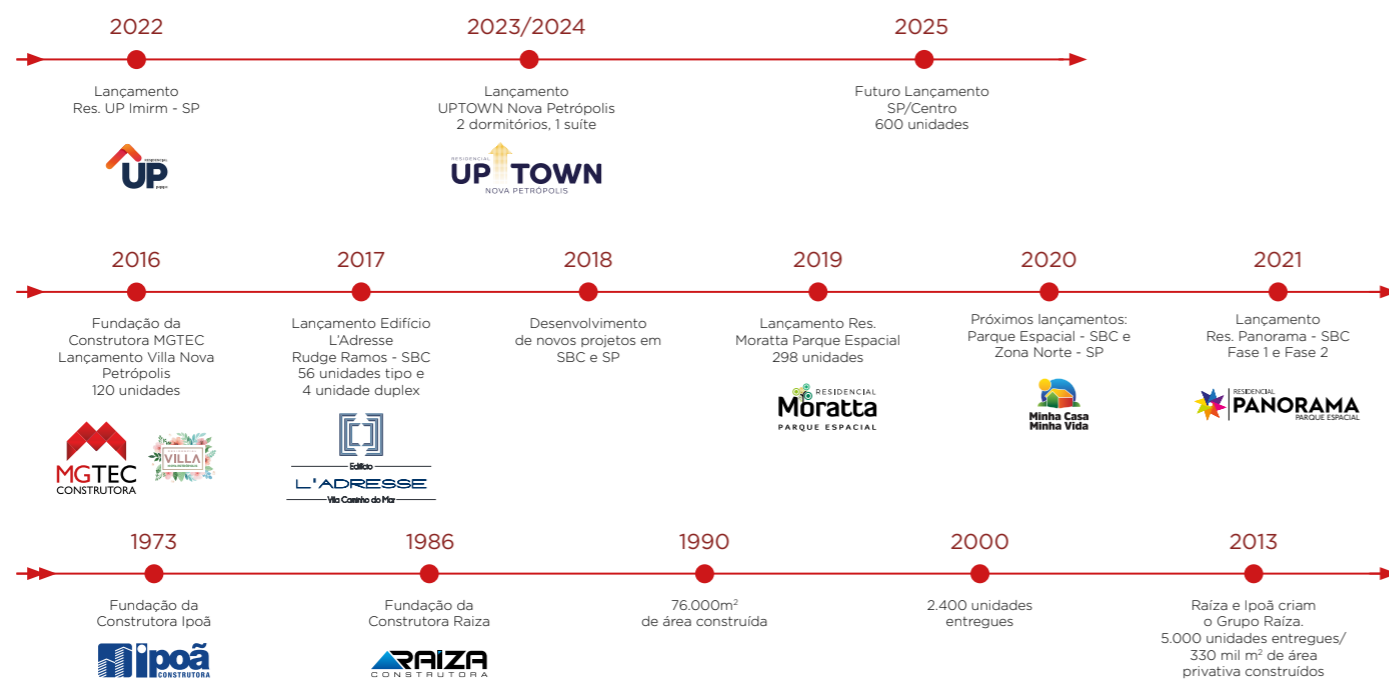 2022
Lançamento
Res. UP Imirm - SP
RESIDENCIAL
UP
2023/2024
Lançamento
UPTOWN Nova Petrópolis
2 dormitórios, 1 suíte
RESIDENCIAL
UPTOWN
NOVA PETRÓPOLIS
2025
Futuro Lançamento
SP/Centro
600 unidades
2016
Fundação da
Construtora MGTEC
Lançamento Villa Nova
Petrópolis
120 unidades
MGTEC
CONSTRUTORA
VILLA
2017
Lançamento Edifício
L'Adresse
Rudge Ramos - SBC
56 unidades tipo e
4 unidade duplex
Edifício
L'ADRESSE
Vila Caminho do Mar
2018
Desenvolvimento
de novos projetos em
SBC e SP
2019
Lançamento Res.
Moratta Parque Espacial
298 unidades
RESIDENCIAL
Moratta
PARQUE ESPACIAL
2020
Próximos lançamentos:
Parque Espacial - SBC e
Zona Norte - SP
Minha Casa
Minha Vida
2021
Lançamento
Res. Panorama - SBC
Fase 1 e Fase 2
RESIDENCIAL
PANORAMA
PARQUE ESPACIAL
1973
Fundação da
Construtora Ipoã
ipoã
CONSTRUTORA
1986
Fundação da
Construtora Raiza
RAÍZA
CONSTRUTORA
1990
76.000m²
de área construída
2000
2.400 unidades
entregues
2013
Raíza e Ipoã criam
o Grupo Raíza.
5.000 unidades entregues/
330 mil m² de área
privativa construídos